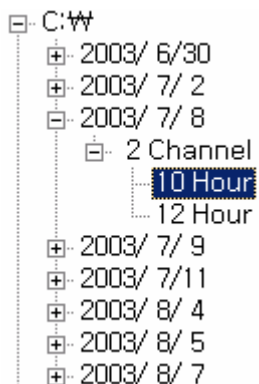 C:₩
2003/ 6/30
2003/ 7/ 2
2003/ 7/ 8
2 Channel
10 Hour
12 Hour
2003/ 7/ 9
2003/ 7/11
2003/ 8/ 4
2003/ 8/ 5
2003/ 8/ 7